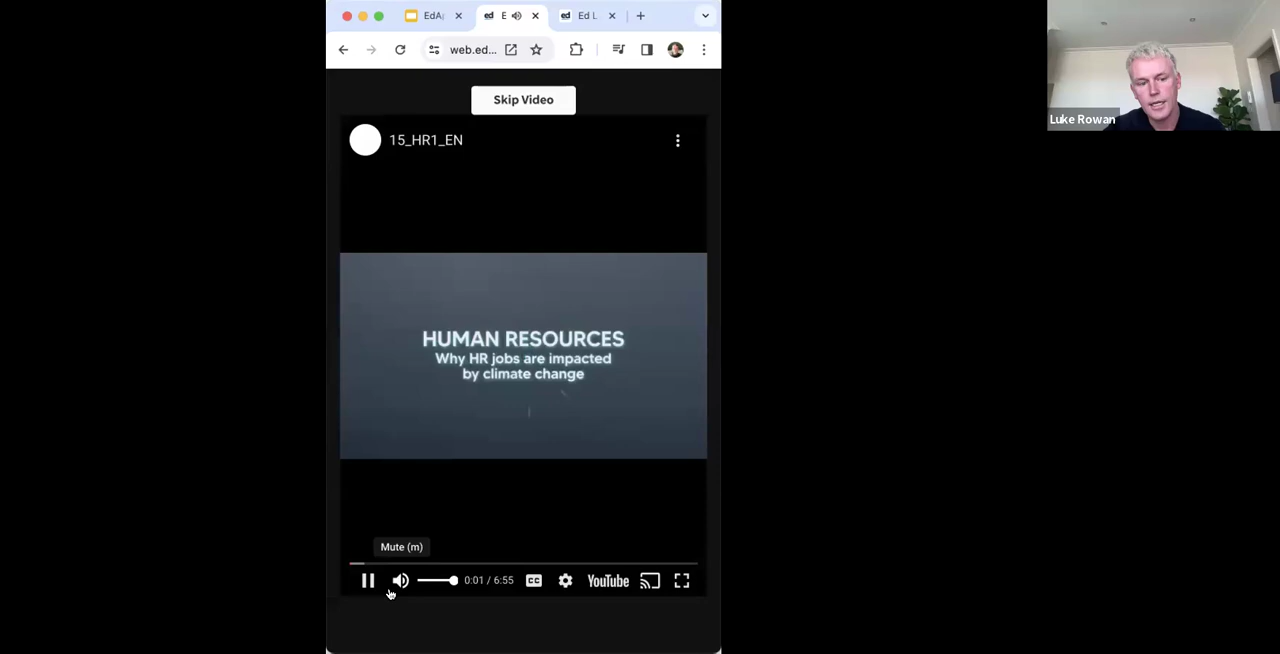 EdA
E
Ed L
web.ed...
Skip Video
Luke Rowan
15_HR1_EN
HUMAN RESOURCES
Why HR jobs are impacted
by climate change
Mute (m)
0:01 / 6:55
CC
YouTube